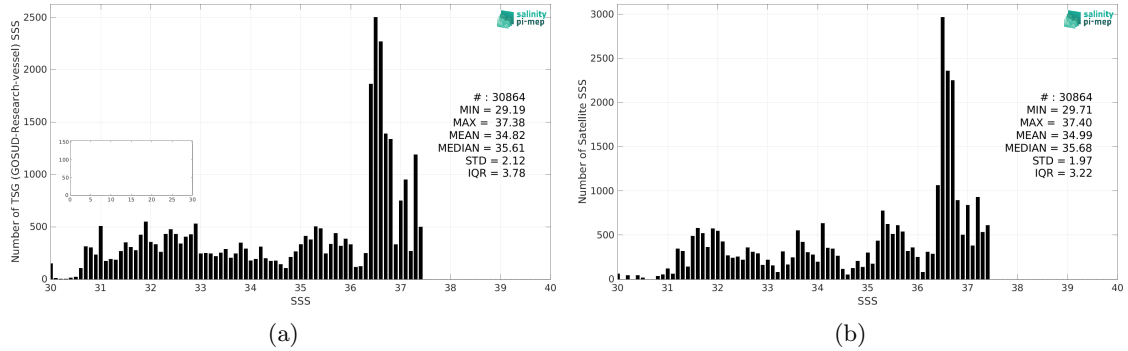 2500
2000
1500
1000
500
0
30 31 32 33 34 35 36 37 38 39 40
SSS
Number of TSG (GOSUD-Research-vessel) SSS
150
100
50
0
0 5 10 15 20 25 30
salinity
pi-mep
# : 30864
MIN = 29.19
MAX = 37.38
MEAN = 34.82
MEDIAN = 35.61
STD = 2.12
IQR = 3.78
(a)
3000
2500
2000
1500
1000
500
0
30 31 32 33 34 35 36 37 38 39 40
SSS
Number of Satellite SSS
salinity
pi-mep
# : 30864
MIN = 29.71
MAX = 37.40
MEAN = 34.99
MEDIAN = 35.68
STD = 1.97
IQR = 3.22
(b)